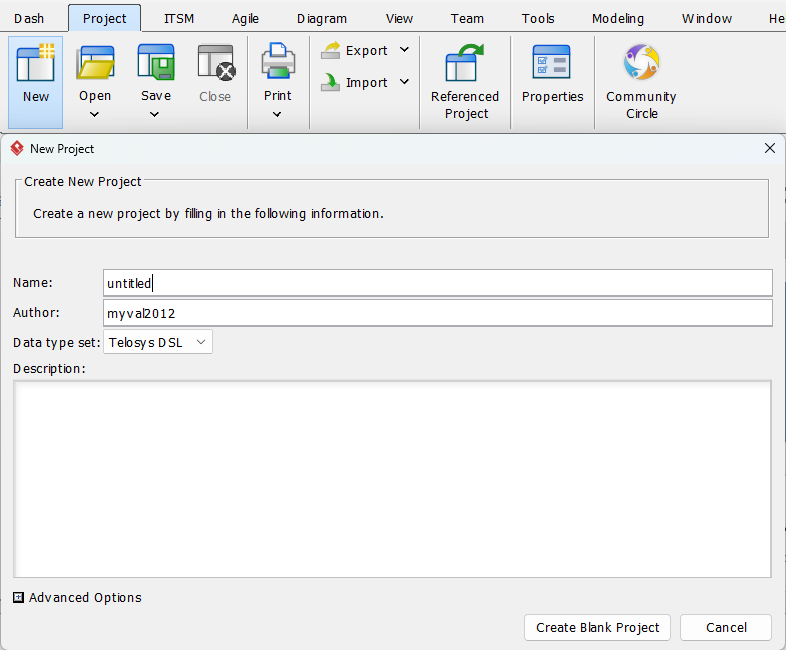 Dash Project ITSM Agile Diagram View Team Tools Modeling Window He
New Open Save Close Print Export Import Referenced Project Properties Community Circle
New Project
Create New Project
Create a new project by filling in the following information.
Name: untitled
Author: myval2012
Data type set: Telosys DSL
Description:
Advanced Options
Create Blank Project Cancel